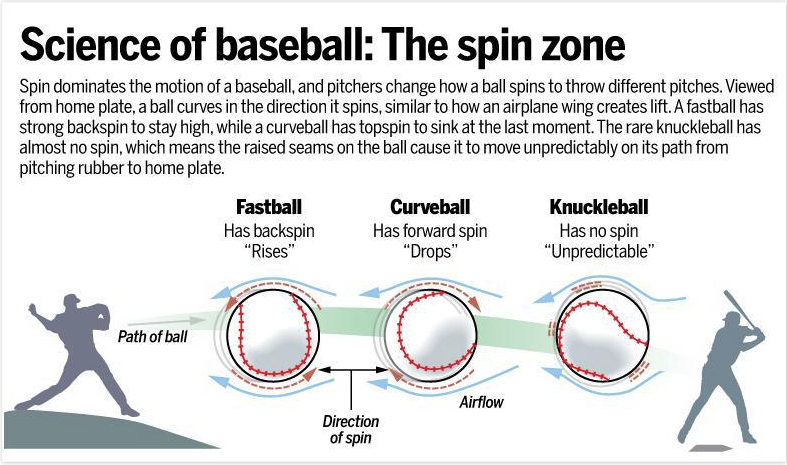 Science of baseball: The spin zone
Spin dominates the motion of a baseball, and pitchers change how a ball spins to throw different pitches. Viewed
from home plate, a ball curves in the direction it spins, similar to how an airplane wing creates lift. A fastball has
strong backspin to stay high, while a curveball has topspin to sink at the last moment. The rare knuckleball has
almost no spin, which means the raised seams on the ball cause it to move unpredictably on its path from
pitching rubber to home plate.
Fastball
Has backspin
“Rises”
Curveball
Has forward spin
“Drops”
Knuckleball
Has no spin
“Unpredictable”
Path of ball
Direction
of spin
Airflow